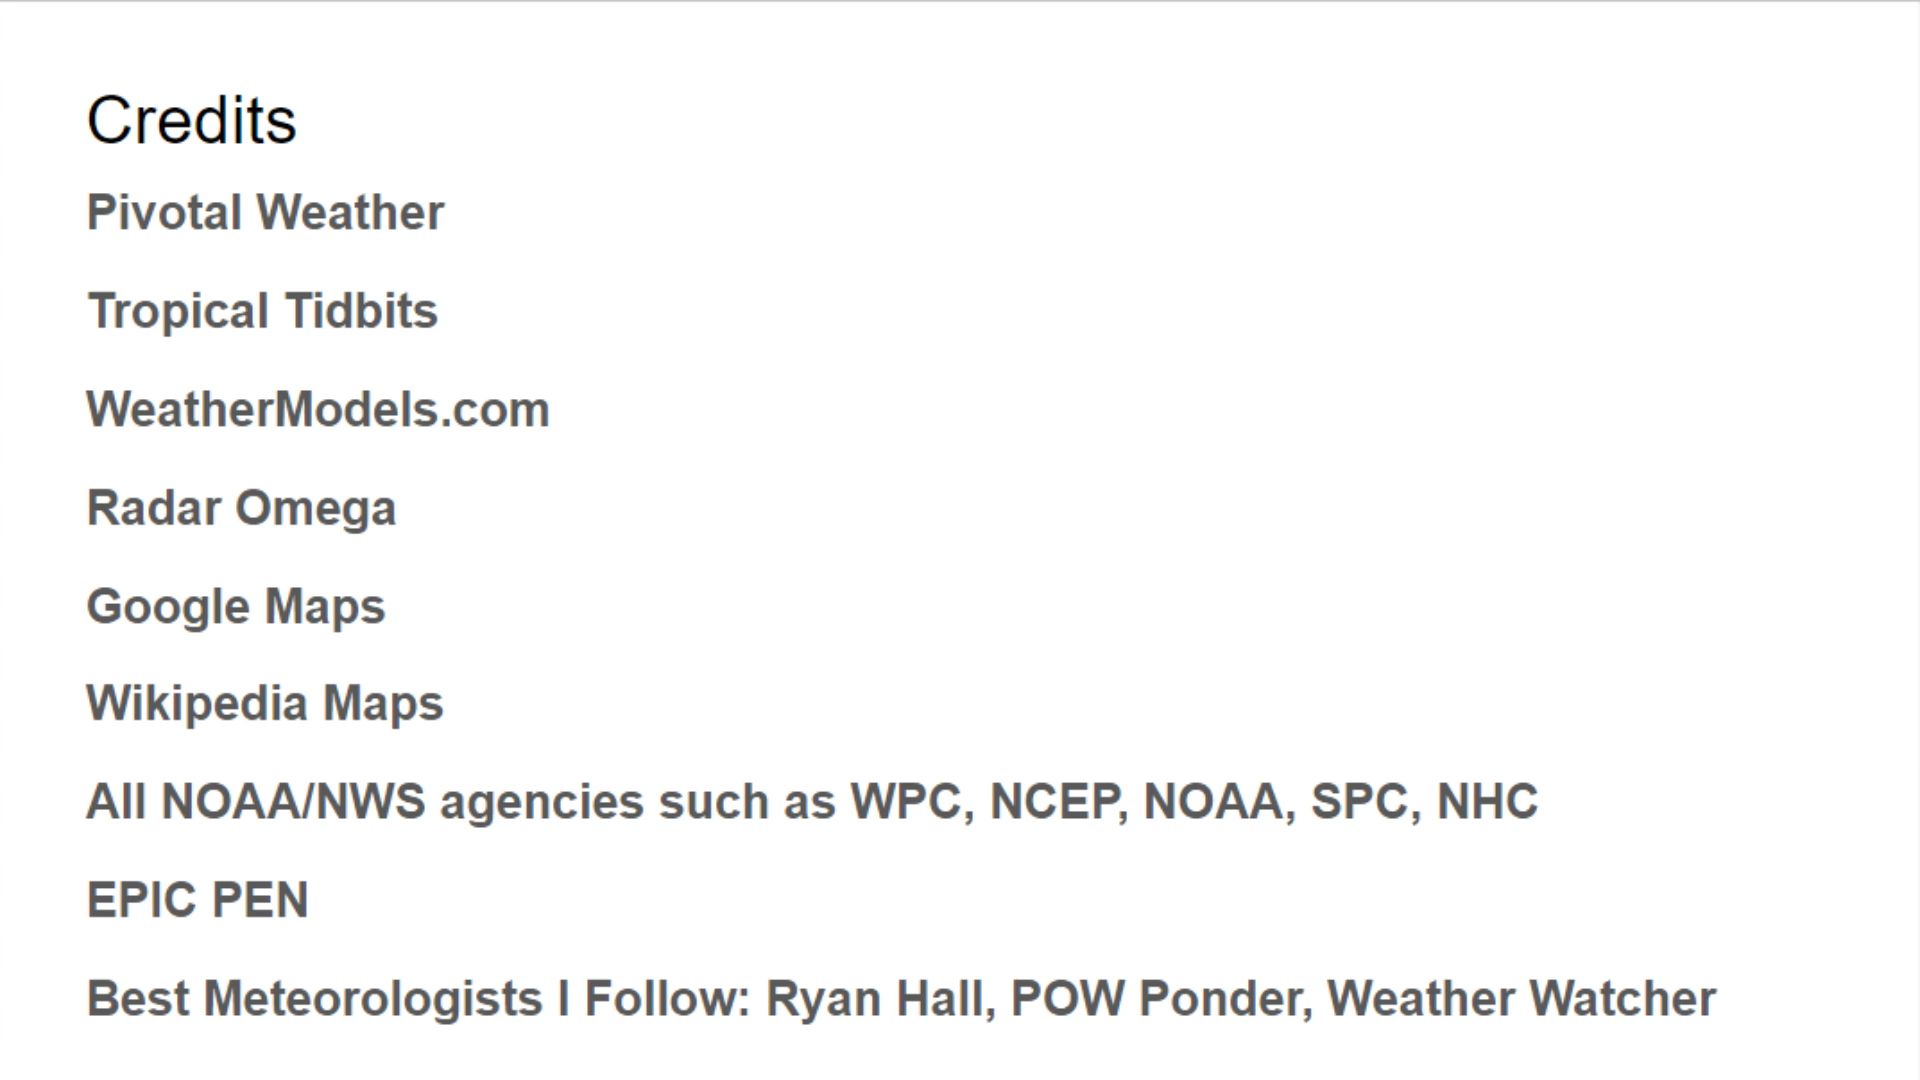 Credits
Pivotal Weather
Tropical Tidbits
WeatherModels.com
Radar Omega
Google Maps
Wikipedia Maps
All NOAA/NWS agencies such as WPC, NCEP, NOAA, SPC, NHC
EPIC PEN
Best Meteorologists I Follow: Ryan Hall, POW Ponder, Weather Watcher